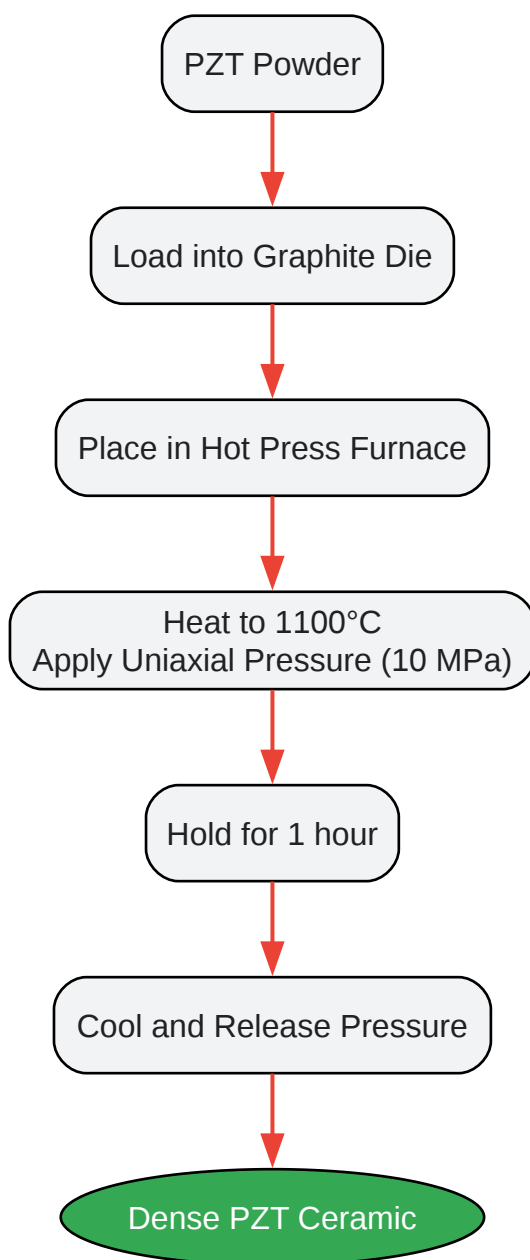 PZT Powder
Load into Graphite Die
Place in Hot Press Furnace
Heat to 1100°C
Apply Uniaxial Pressure (10 MPa)
Hold for 1 hour
Cool and Release Pressure
Dense PZT Ceramic